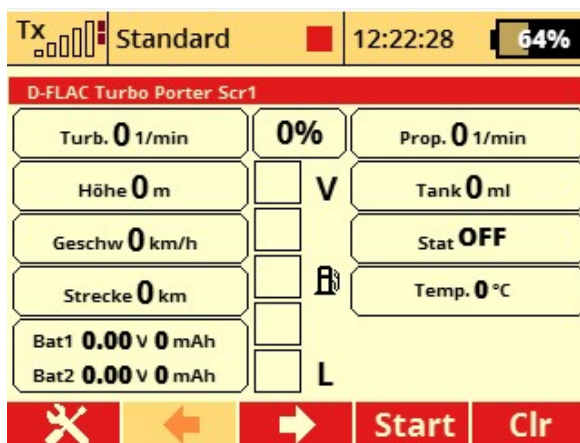 Tx Standard 12:22:28 64%
D-FLAC Turbo Porter Scr1
Turb. 0 1/min 0% Prop. 0 1/min
Höhe 0 m V Tank 0 ml
Geschw 0 km/h Stat OFF
Strecke 0 km Temp. 0 °C
Bat1 0.00 V 0 mAh
Bat2 0.00 V 0 mAh L
Start Clr